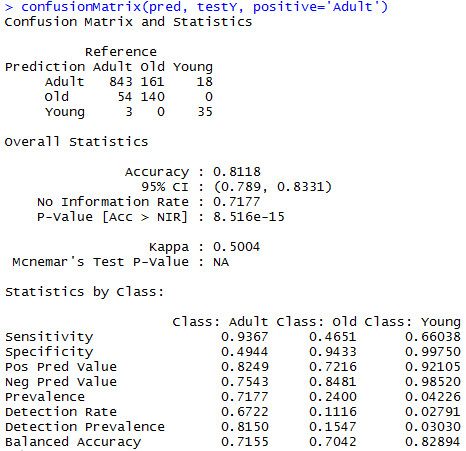 > confusionMatrix(pred, testY, positive='Adult')
Confusion Matrix and Statistics
Reference
Prediction Adult Old Young
Adult 843 161 18
Old 54 140 0
Young 3 0 35
Overall Statistics
Accuracy : 0.8118
95% CI : (0.789, 0.8331)
No Information Rate : 0.7177
P-Value [Acc > NIR] : 8.516e-15
Kappa : 0.5004
Mcnemar's Test P-Value : NA
Statistics by Class:
Class: Adult Class: Old Class: Young
Sensitivity 0.9367 0.4651 0.66038
Specificity 0.4944 0.9433 0.99750
Pos Pred Value 0.8249 0.7216 0.92105
Neg Pred Value 0.7543 0.8481 0.98520
Prevalence 0.7177 0.2400 0.04226
Detection Rate 0.6722 0.1116 0.02791
Detection Prevalence 0.8150 0.1547 0.03030
Balanced Accuracy 0.7155 0.7042 0.82894